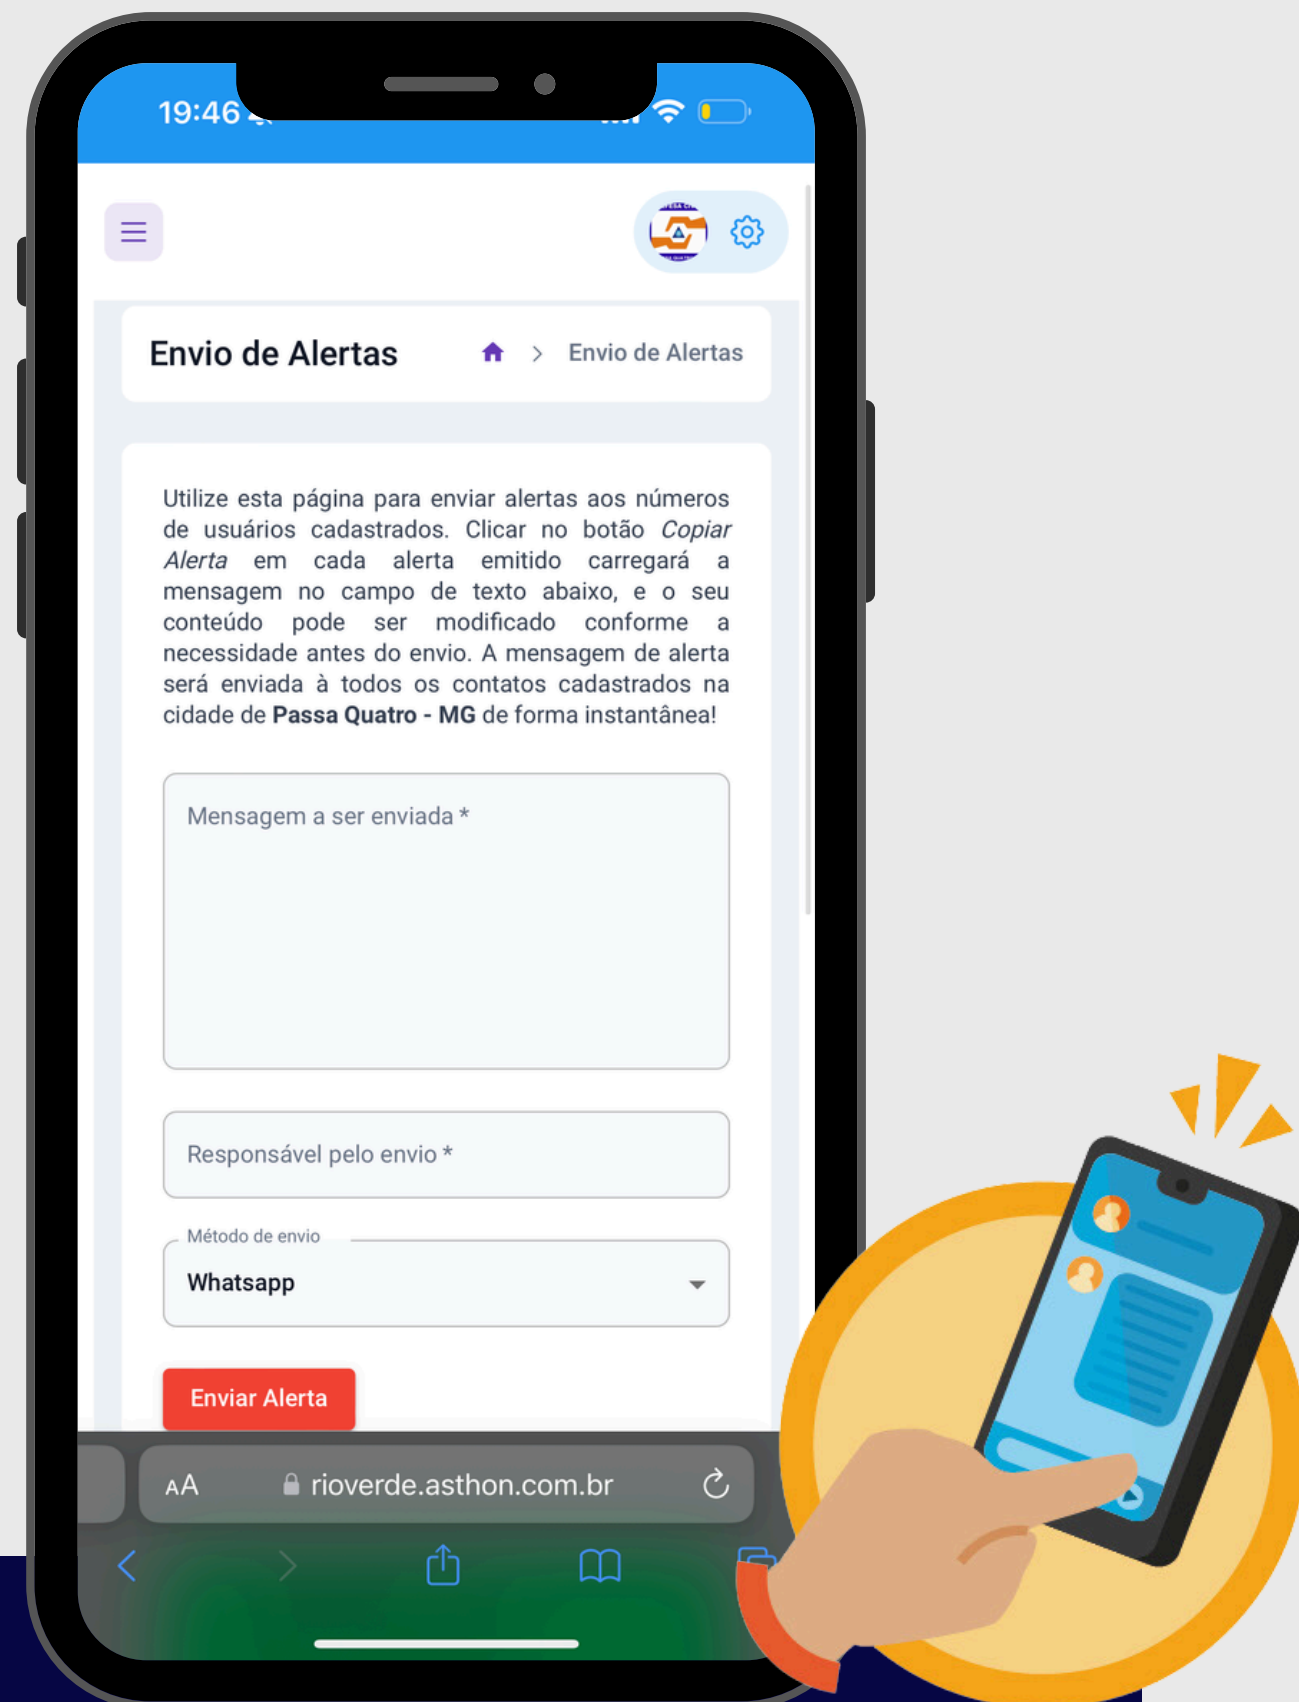 19:46
Envio de Alertas > Envio de Alertas
Utilize esta página para enviar alertas aos números
de usuários cadastrados. Clicar no botão Copiar
Alerta em cada alerta emitido carregará a
mensagem no campo de texto abaixo, e o seu
conteúdo pode ser modificado conforme a
necessidade antes do envio. A mensagem de alerta
será enviada à todos os contatos cadastrados na
cidade de Passa Quatro - MG de forma instantânea!
Mensagem a ser enviada *
Responsável pelo envio *
Método de envio
Whatsapp
Enviar Alerta
AA rioverde.asthon.com.br